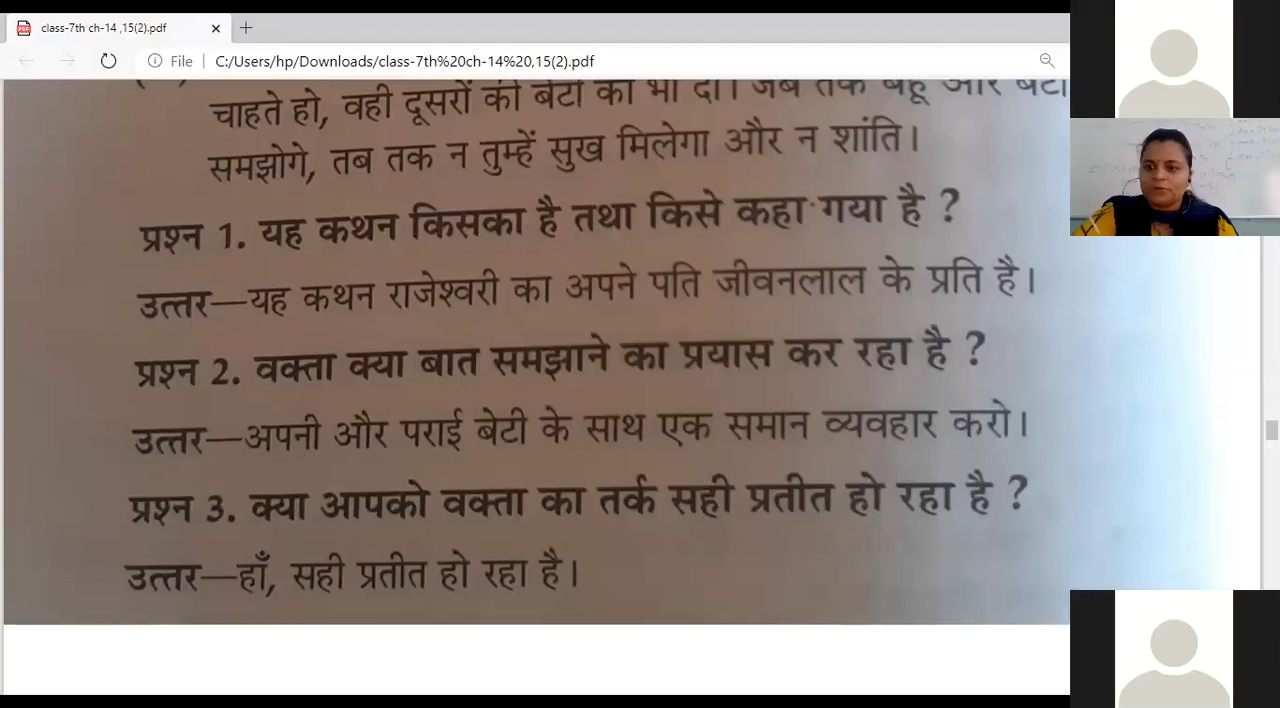 class-7th ch-14 ,15(2).pdf
File
C:/Users/hp/Downloads/class-7th%20ch-14%20,15(2).pdf
चाहते हो, वही दूसरों की बेटी को भी दो। जब तक बहू और बेटी
समझोगे, तब तक न तुम्हें सुख मिलेगा और न शांति।
प्रश्न 1. यह कथन किसका है तथा किसे कहा गया है ?
उत्तर—यह कथन राजेश्वरी का अपने पति जीवनलाल के प्रति है।
प्रश्न 2. वक्ता क्या बात समझाने का प्रयास कर रहा है ?
उत्तर—अपनी और पराई बेटी के साथ एक समान व्यवहार करो।
प्रश्न 3. क्या आपको वक्ता का तर्क सही प्रतीत हो रहा है ?
उत्तर—हाँ, सही प्रतीत हो रहा है।